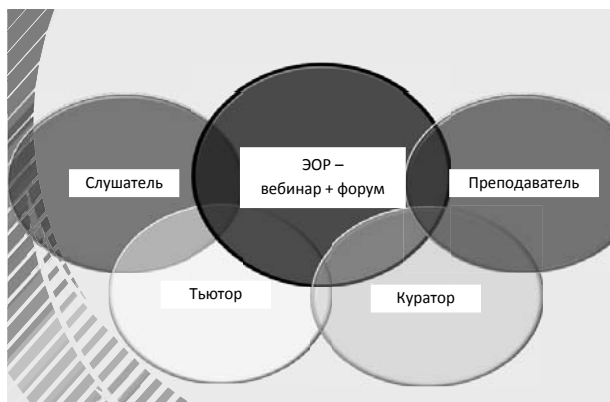 Слушатель
ЭОР –
вебинар + форум
Преподаватель
Тьютор
Куратор